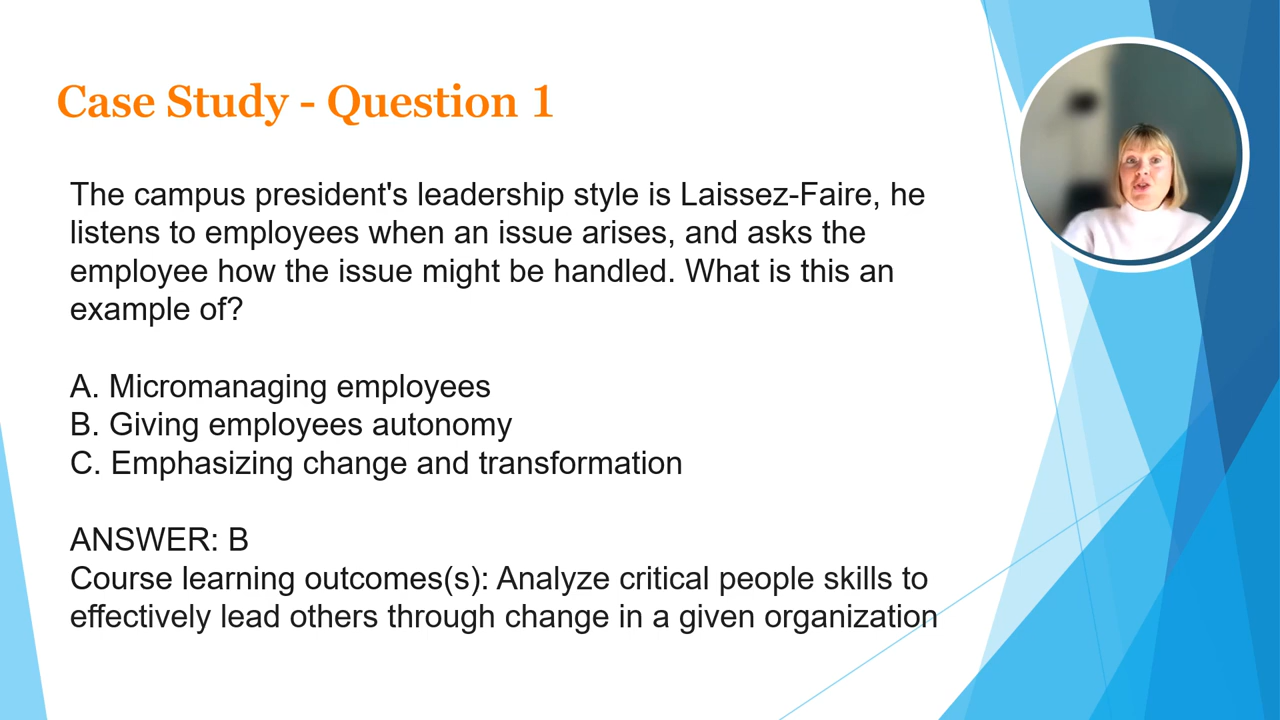 Case Study - Question 1
The campus president's leadership style is Laissez-Faire, he
listens to employees when an issue arises, and asks the
employee how the issue might be handled. What is this an
example of?
A. Micromanaging employees
B. Giving employees autonomy
C. Emphasizing change and transformation
ANSWER: B
Course learning outcomes(s): Analyze critical people skills to
effectively lead others through change in a given organization